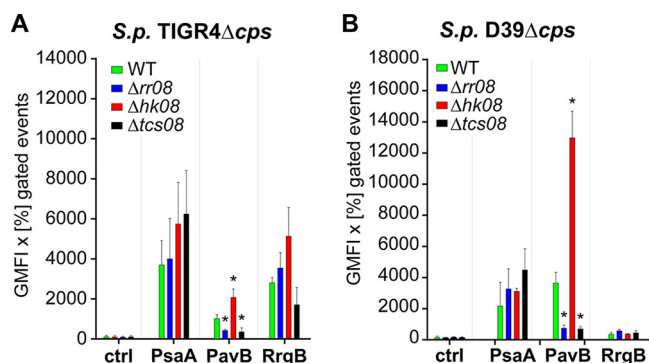 A
S.p. TIGR4Δcps
GMFI x [%] gated events
14000
12000
10000
8000
6000
4000
2000
0
WT
Δrr08
Δhk08
Δtcs08
*
*
*
ctrl PsaA PavB RrgB
B
S.p. D39Δcps
GMFI x [%] gated events
18000
16000
14000
12000
10000
8000
6000
4000
2000
0
WT
Δrr08
Δhk08
Δtcs08
*
*
*
ctrl PsaA PavB RrgB